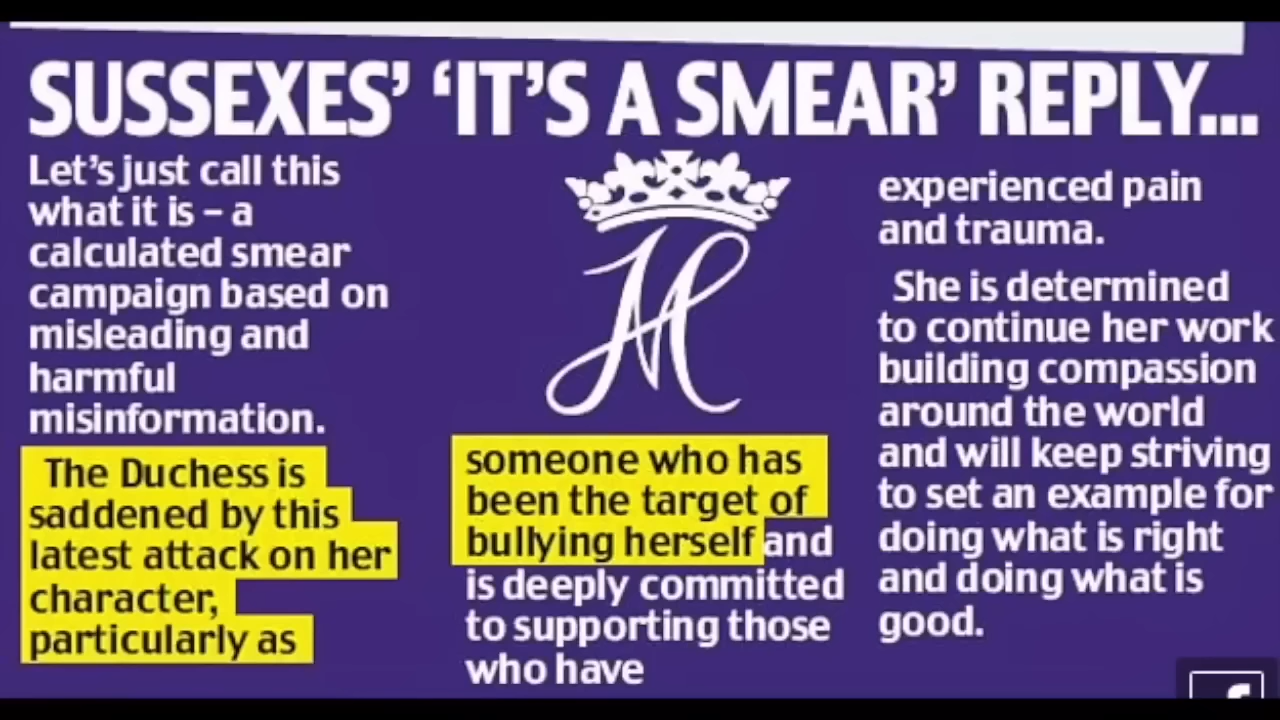 SUSSEXES’ ‘IT’S A SMEAR’ REPLY...
Let’s just call this
what it is – a
calculated smear
campaign based on
misleading and
harmful
misinformation.
The Duchess is
saddened by this
latest attack on her
character,
particularly as
someone who has
been the target of
bullying herself and
is deeply committed
to supporting those
who have
experienced pain
and trauma.
She is determined
to continue her work
building compassion
around the world
and will keep striving
to set an example for
doing what is right
and doing what is
good.